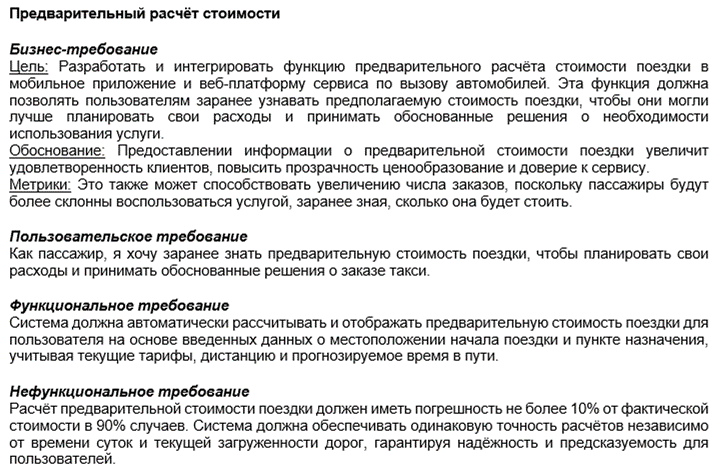 Предварительный расчёт стоимости
Бизнес-требование
Цель: Разработать и интегрировать функцию предварительного расчёта стоимости поездки в
мобильное приложение и веб-платформу сервиса по вызову автомобилей. Эта функция должна
позволять пользователям заранее узнавать предполагаемую стоимость поездки, чтобы они могли
лучше планировать свои расходы и принимать обоснованные решения о необходимости
использования услуги.
Обоснование: Предоставлении информации о предварительной стоимости поездки увеличит
удовлетворенность клиентов, повысить прозрачность ценообразование и доверие к сервису.
Метрики: Это также может способствовать увеличению числа заказов, поскольку пассажиры будут
более склонны воспользоваться услугой, заранее зная, сколько она будет стоить.
Пользовательское требование
Как пассажир, я хочу заранее знать предварительную стоимость поездки, чтобы планировать свои
расходы и принимать обоснованные решения о заказе такси.
Функциональное требование
Система должна автоматически рассчитывать и отображать предварительную стоимость поездки для
пользователя на основе введенных данных о местоположении начала поездки и пункте назначения,
учитывая текущие тарифы, дистанцию и прогнозируемое время в пути.
Нефункциональное требование
Расчёт предварительной стоимости поездки должен иметь погрешность не более 10% от фактической
стоимости в 90% случаев. Система должна обеспечивать одинаковую точность расчётов независимо
от времени суток и текущей загруженности дорог, гарантируя надёжность и предсказуемость для
пользователей.